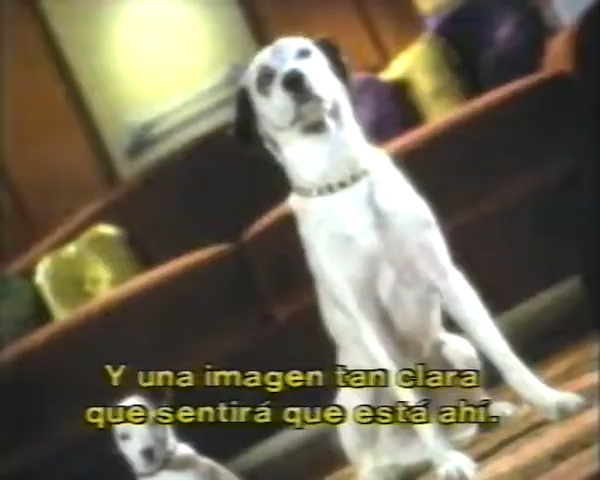 Y una imagen tan clara
que sentirá que está ahí.